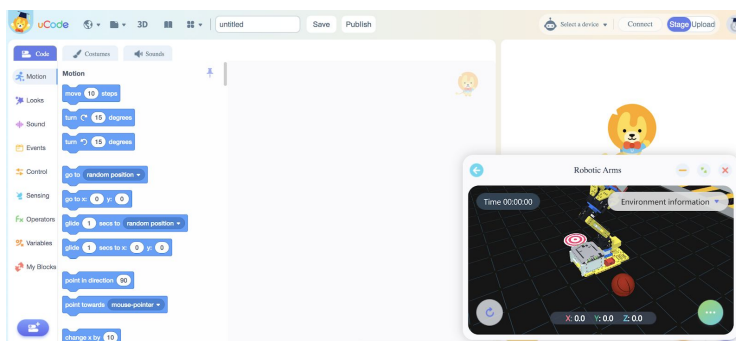 uCode
3D
untitled
Save
Publish
Select a device
Connect
Stage
Upload
Code
Costumes
Sounds
Motion
Looks
Sound
Events
Control
Sensing
Operators
Variables
My Blocks
Motion
move 10 steps
turn 15 degrees
turn 15 degrees
go to random position
go to x: 0 y: 0
glide 1 secs to random position
glide 1 secs to x: 0 y: 0
point in direction 90
point towards mouse-pointer
change x by 10
Robotic Arms
Time 00:00:00
Environment information
X: 0.0 Y: 0.0 Z: 0.0